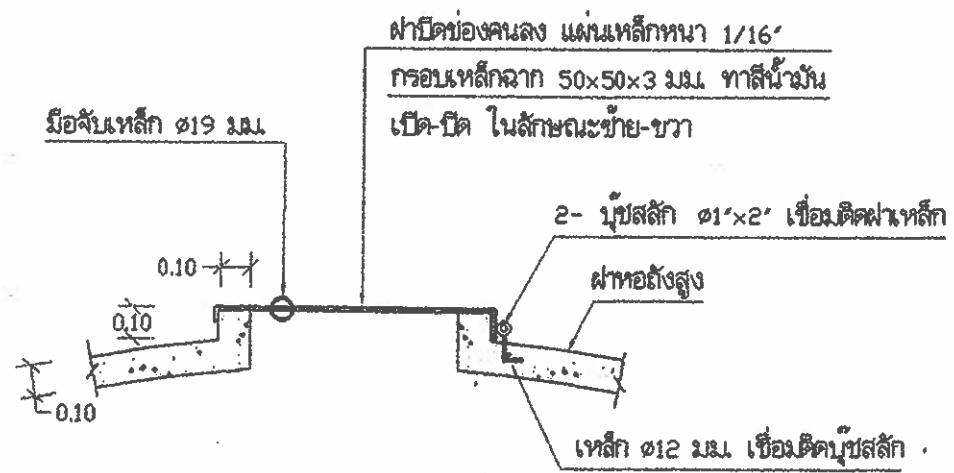 ฝาปิดช่องคนลง แผ่นเหล็กหนา 1/16"
กรอบเหล็กฉาก 50x50x3 มม. ทาสีน้ำมัน
เปิด-ปิด ในลักษณะซ้าย-ขวา
มือจับเหล็ก ø19 มม.
2- บุ๊ชสลัก ø1"x2" เชื่อมติดฝาเหล็ก
ฝาหอถังสูง
0.10
0.10
0.10
เหล็ก ø12 มม. เชื่อมติดบุ๊ชสลัก